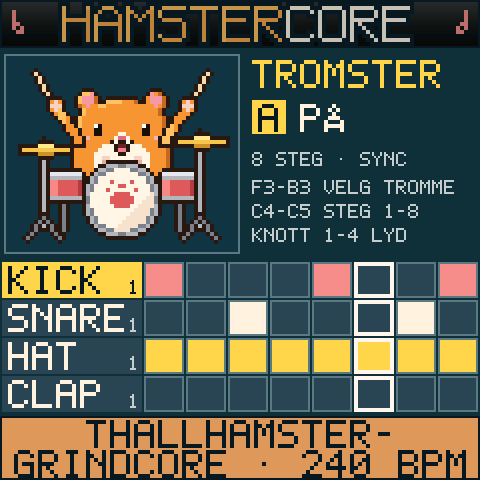 HAMSTERCORE
TROMSTER
A PÅ
8 STEG · SYNC
F3-B3 VELG TROMME
C4-C5 STEG 1-8
KNOTT 1-4 LYD
KICK 1
SNARE 1
HAT 1
CLAP 1
THALLHAMSTER-
GRINDCORE · 240 BPM